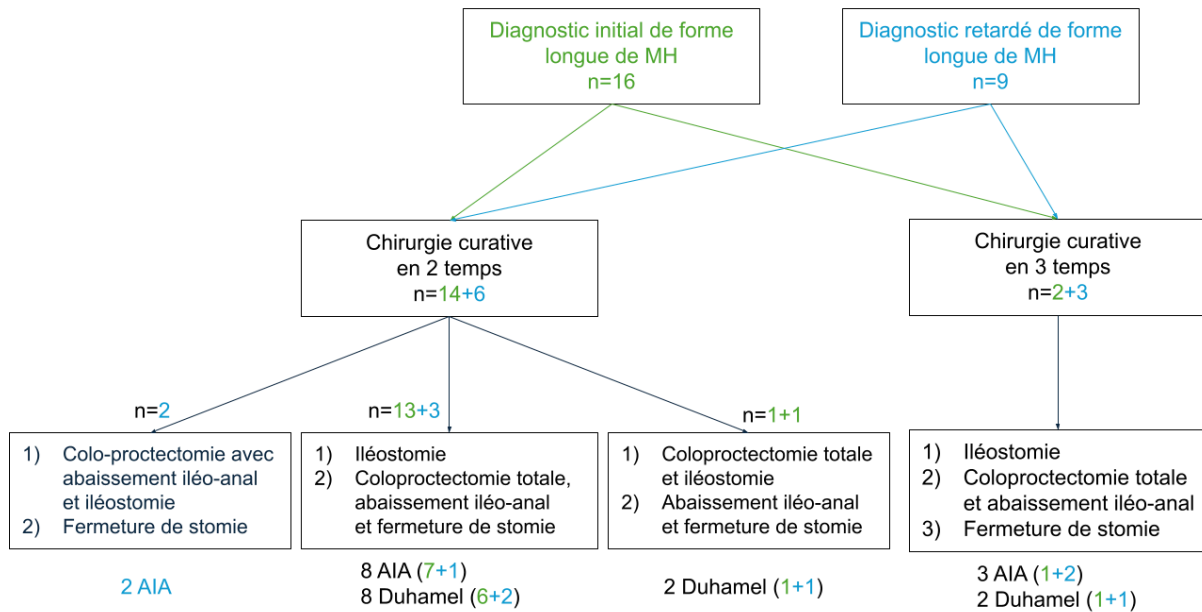 Diagnostic initial de forme
longue de MH
n=16
Diagnostic retardé de forme
longue de MH
n=9
Chirurgie curative
en 2 temps
n=14+6
Chirurgie curative
en 3 temps
n=2+3
n=2
n=13+3
n=1+1
1) Colo-proctectomie avec
abaissement iléo-anal
et iléostomie
2) Fermeture de stomie
1) Iléostomie
2) Coloproctectomie totale,
abaissement iléo-anal
et fermeture de stomie
1) Coloproctectomie totale
et iléostomie
2) Abaissement iléo-anal
et fermeture de stomie
1) Iléostomie
2) Coloproctectomie totale
et abaissement iléo-anal
3) Fermeture de stomie
2 AIA
8 AIA (7+1)
8 Duhamel (6+2)
2 Duhamel (1+1)
3 AIA (1+2)
2 Duhamel (1+1)